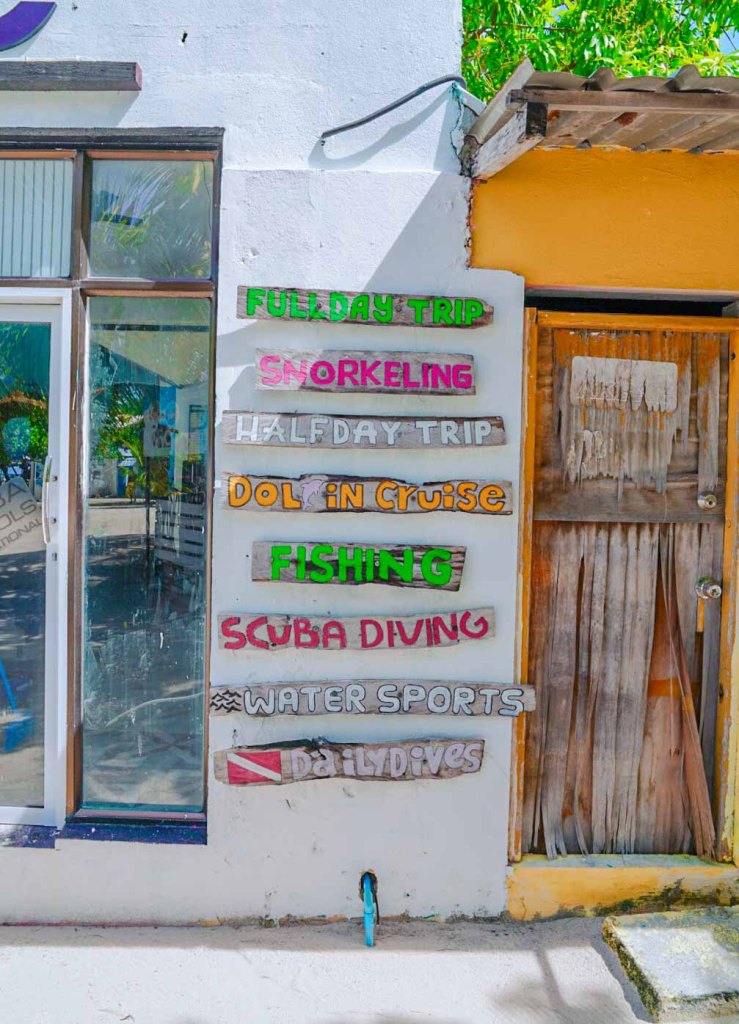 FULLDAY TRIP
SNORKELING
HALFDAY TRIP
DOL iN CRuiSe
FISHING
SCUBA DIVING
WATER SPORTS
DaiLYDiVeS